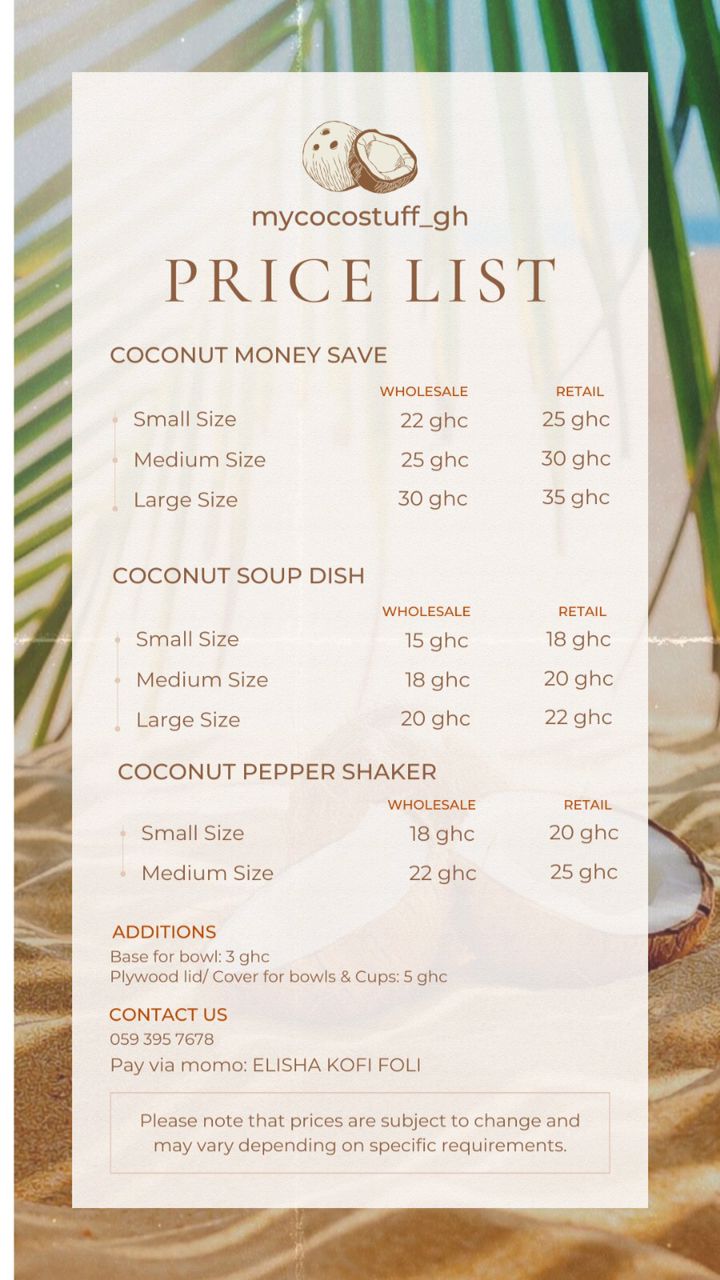 mycocostuff_gh
PRICE LIST
COCONUT MONEY SAVE
WHOLESALE RETAIL
Small Size 22 ghc 25 ghc
Medium Size 25 ghc 30 ghc
Large Size 30 ghc 35 ghc
COCONUT SOUP DISH
WHOLESALE RETAIL
Small Size 15 ghc 18 ghc
Medium Size 18 ghc 20 ghc
Large Size 20 ghc 22 ghc
COCONUT PEPPER SHAKER
WHOLESALE RETAIL
Small Size 18 ghc 20 ghc
Medium Size 22 ghc 25 ghc
ADDITIONS
Base for bowl: 3 ghc
Plywood lid/ Cover for bowls & Cups: 5 ghc
CONTACT US
059 395 7678
Pay via momo: ELISHA KOFI FOLI
Please note that prices are subject to change and
may vary depending on specific requirements.